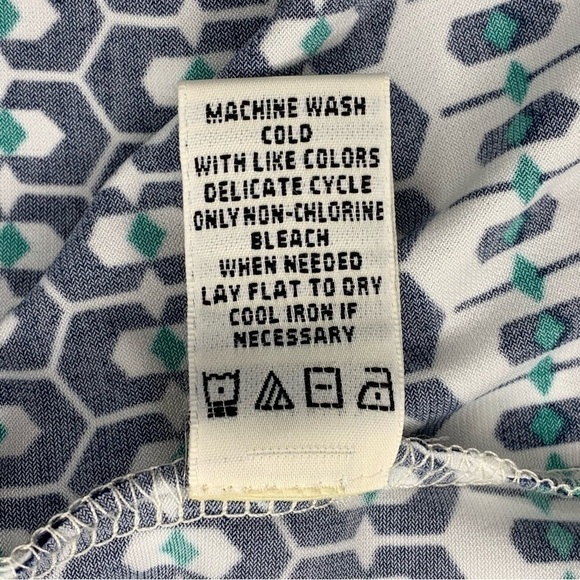 MACHINE WASH
COLD
WITH LIKE COLORS
DELICATE CYCLE
ONLY NON-CHLORINE
BLEACH
WHEN NEEDED
LAY FLAT TO DRY
COOL IRON IF
NECESSARY